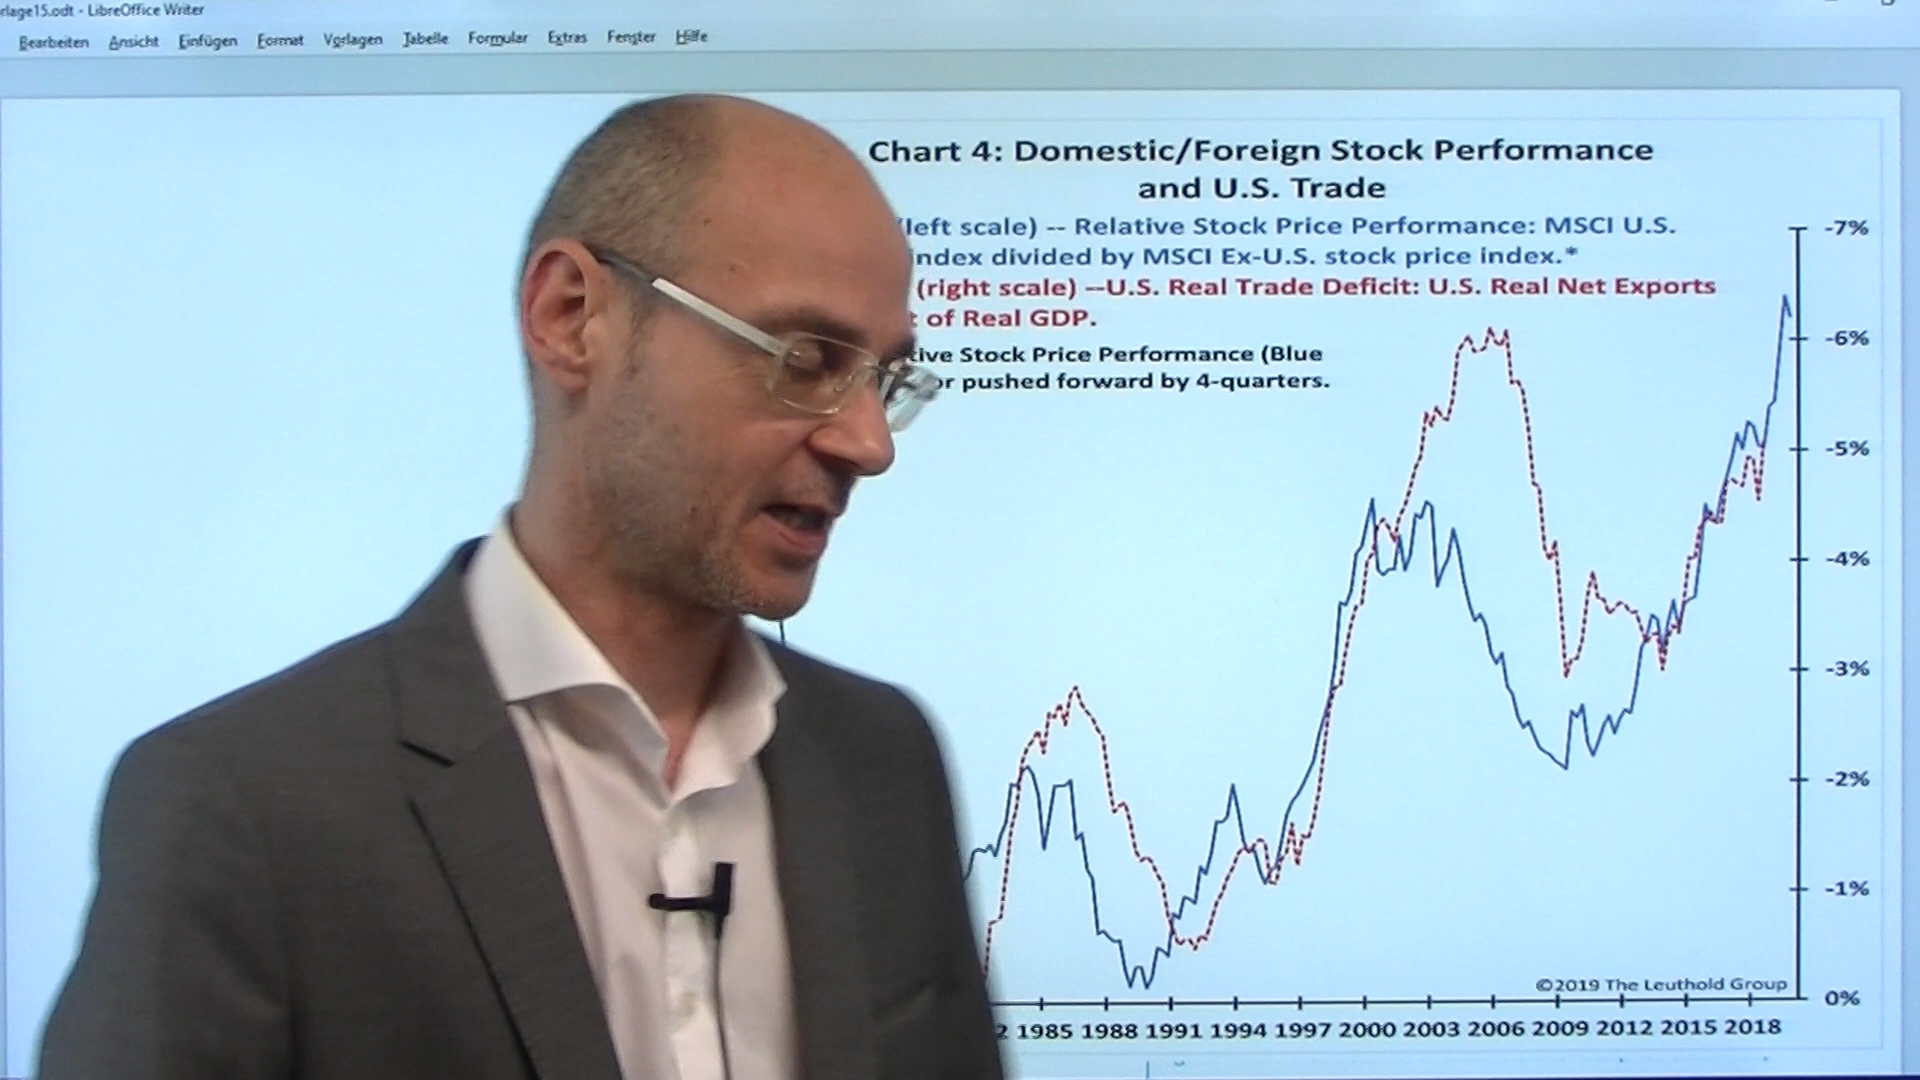 rlage15.odt - LibreOffice Writer
Bearbeiten Ansicht Einfügen Format Vorlagen Tabelle Formular Extras Fenster Hilfe
Chart 4: Domestic/Foreign Stock Performance
and U.S. Trade
left scale) -- Relative Stock Price Performance: MSCI U.S.
ndex divided by MSCI Ex-U.S. stock price index.*
(right scale) --U.S. Real Trade Deficit: U.S. Real Net Exports
of Real GDP.
tive Stock Price Performance (Blue
or pushed forward by 4-quarters.
-7%
-6%
-5%
-4%
-3%
-2%
-1%
0%
©2019 The Leuthold Group
2 1985 1988 1991 1994 1997 2000 2003 2006 2009 2012 2015 2018